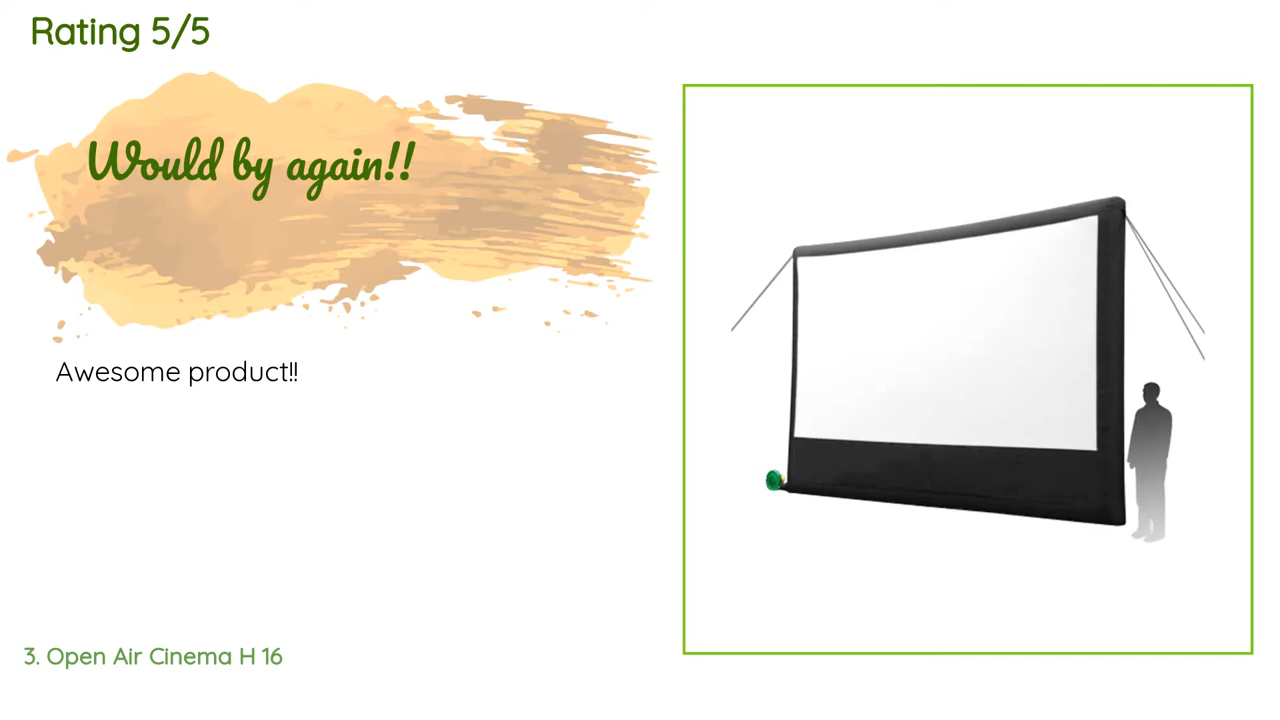 Rating 5/5
Would by again!!
Awesome product!!
3. Open Air Cinema H 16